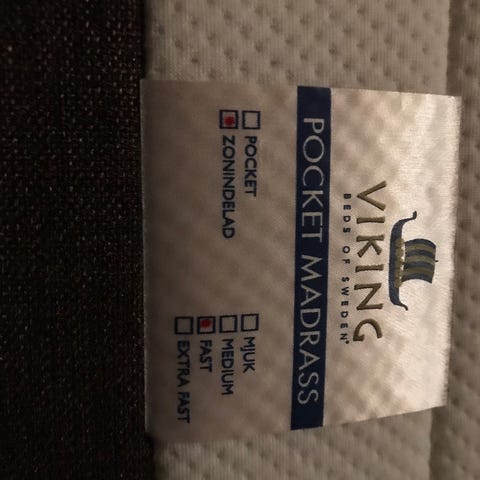 VIKING
BEDS OF SWEDEN
POCKET MADRASS
POCKET
ZONINDELAD
MJUK
MEDIUM
FAST
EXTRA FAST